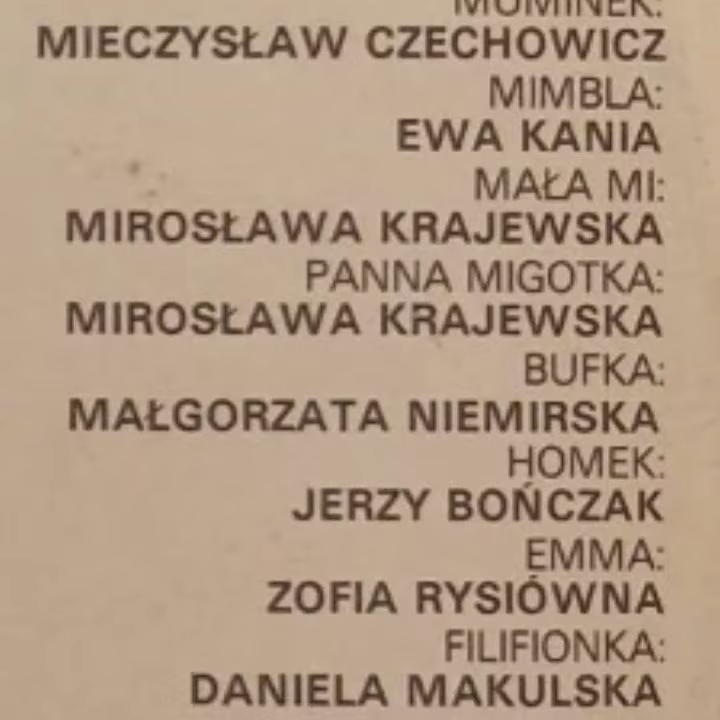 MUMINEK:
MIECZYSŁAW CZECHOWICZ
MIMBLA:
EWA KANIA
MAŁA MI:
MIROSŁAWA KRAJEWSKA
PANNA MIGOTKA:
MIROSŁAWA KRAJEWSKA
BUFKA:
MAŁGORZATA NIEMIRSKA
HOMEK:
JERZY BOŃCZAK
EMMA:
ZOFIA RYSIÓWNA
FILIFIONKA:
DANIELA MAKULSKA